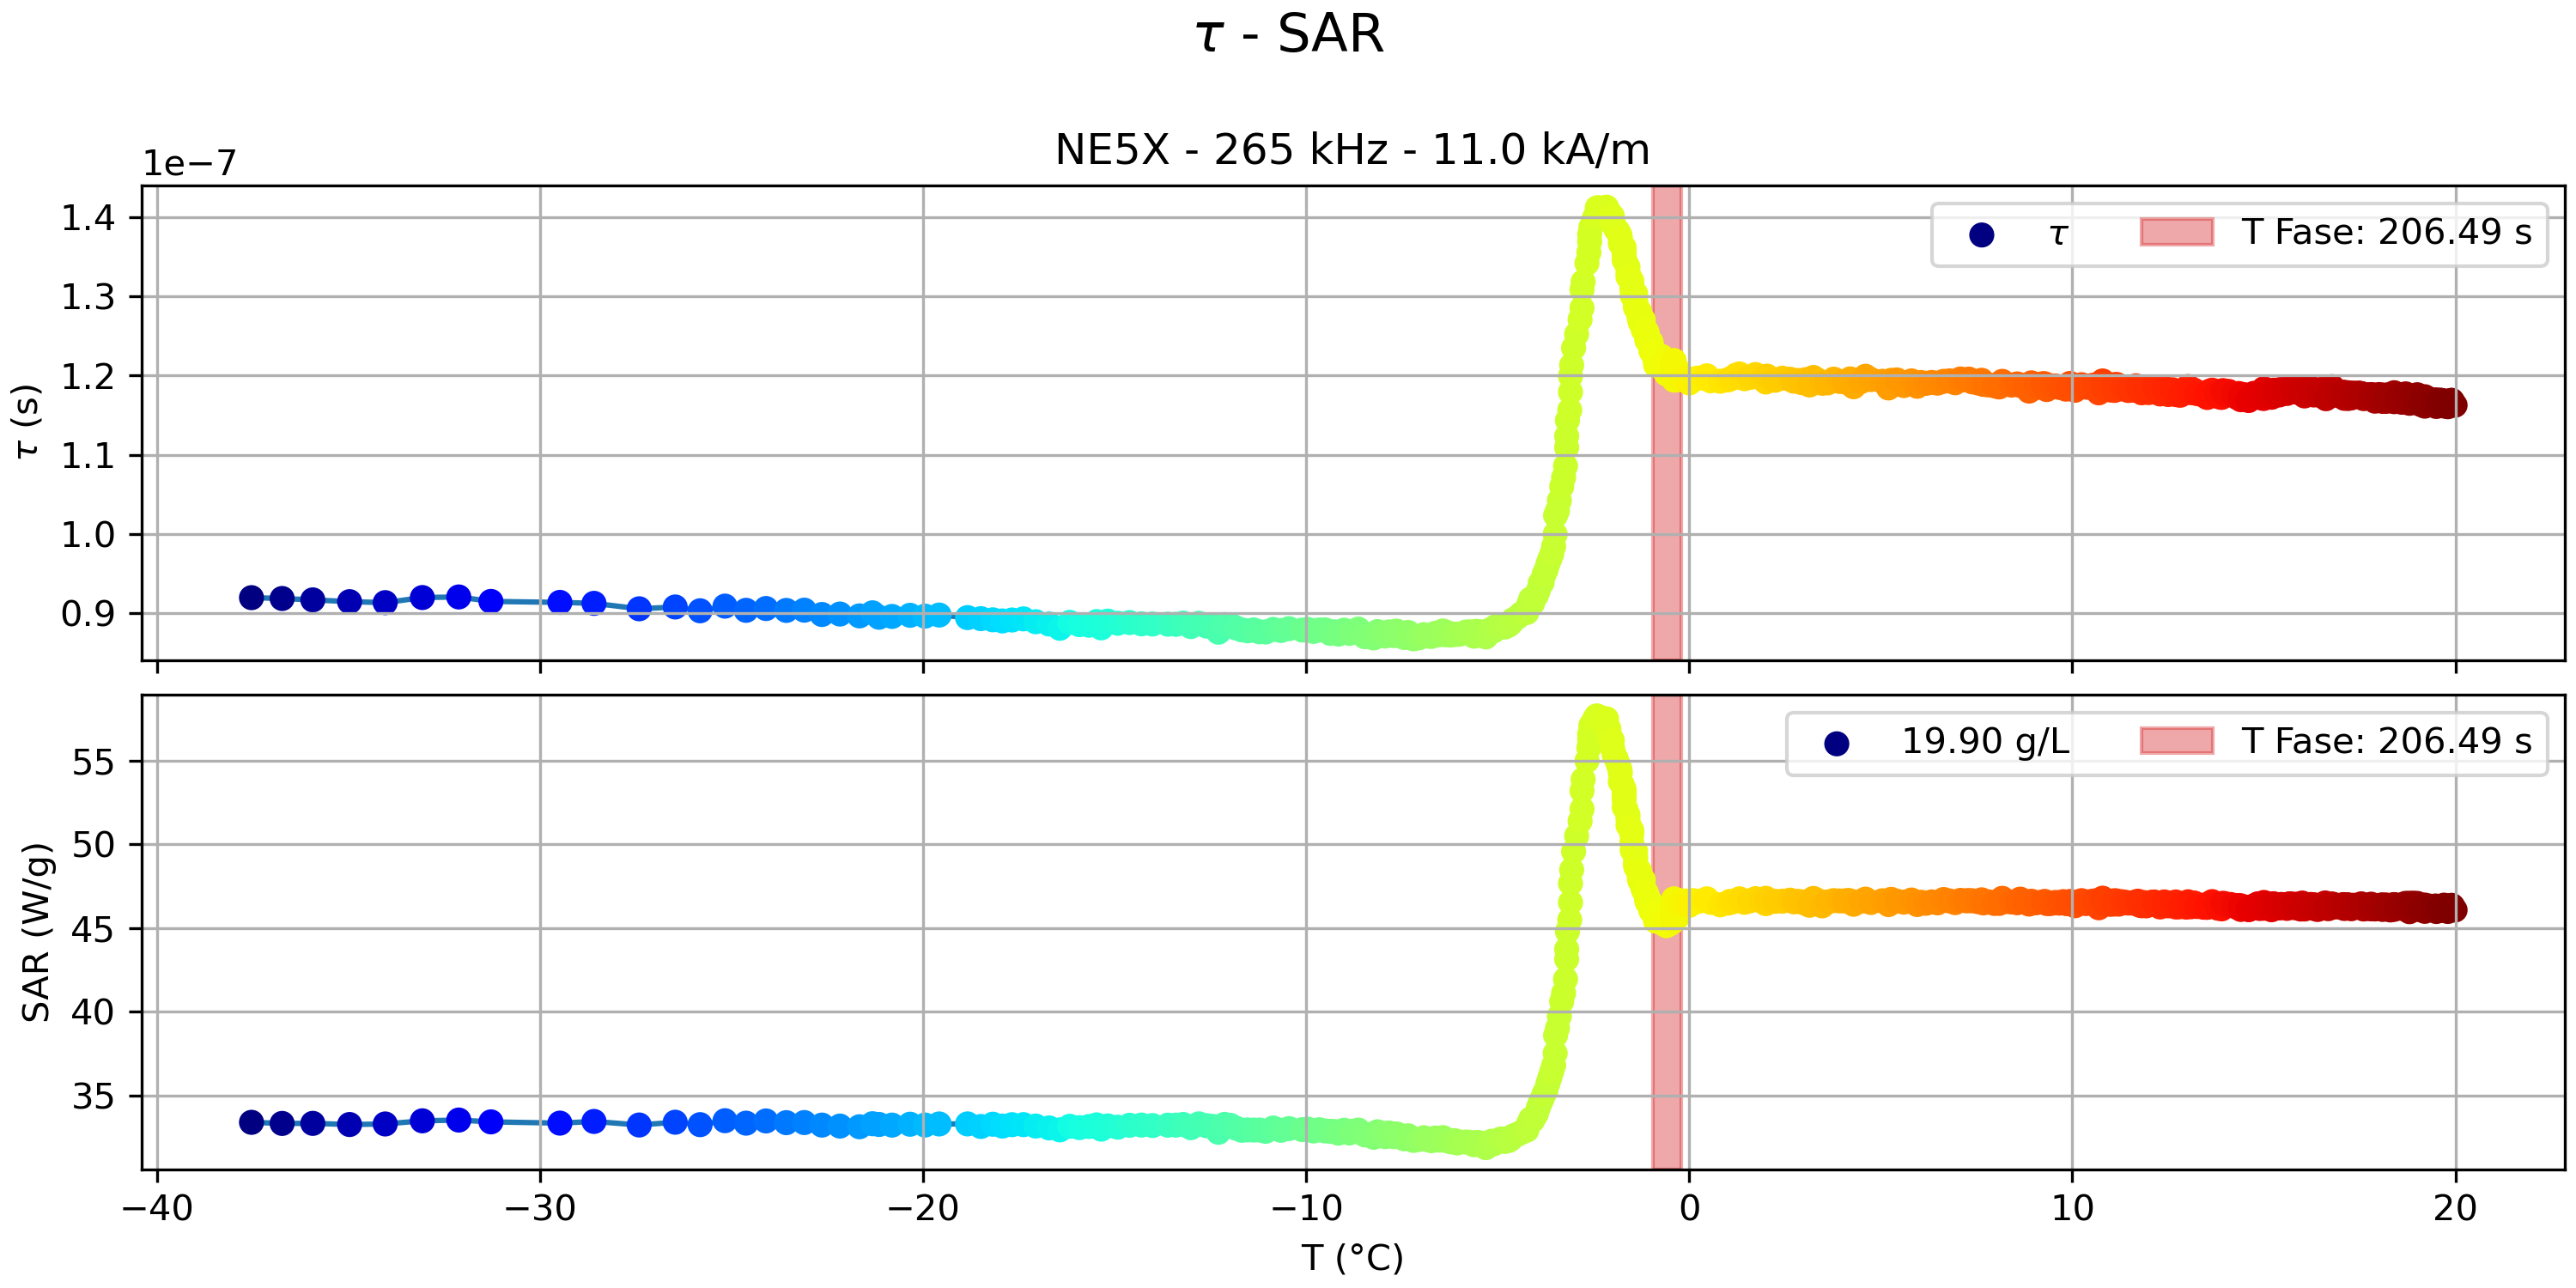 τ - SAR
NE5X - 265 kHz - 11.0 kA/m
1e−7
1.4
1.3
1.2
1.1
1.0
0.9
τ (s)
τ
T Fase: 206.49 s
55
50
45
40
35
SAR (W/g)
19.90 g/L
T Fase: 206.49 s
−40
−30
−20
−10
0
10
20
T (°C)